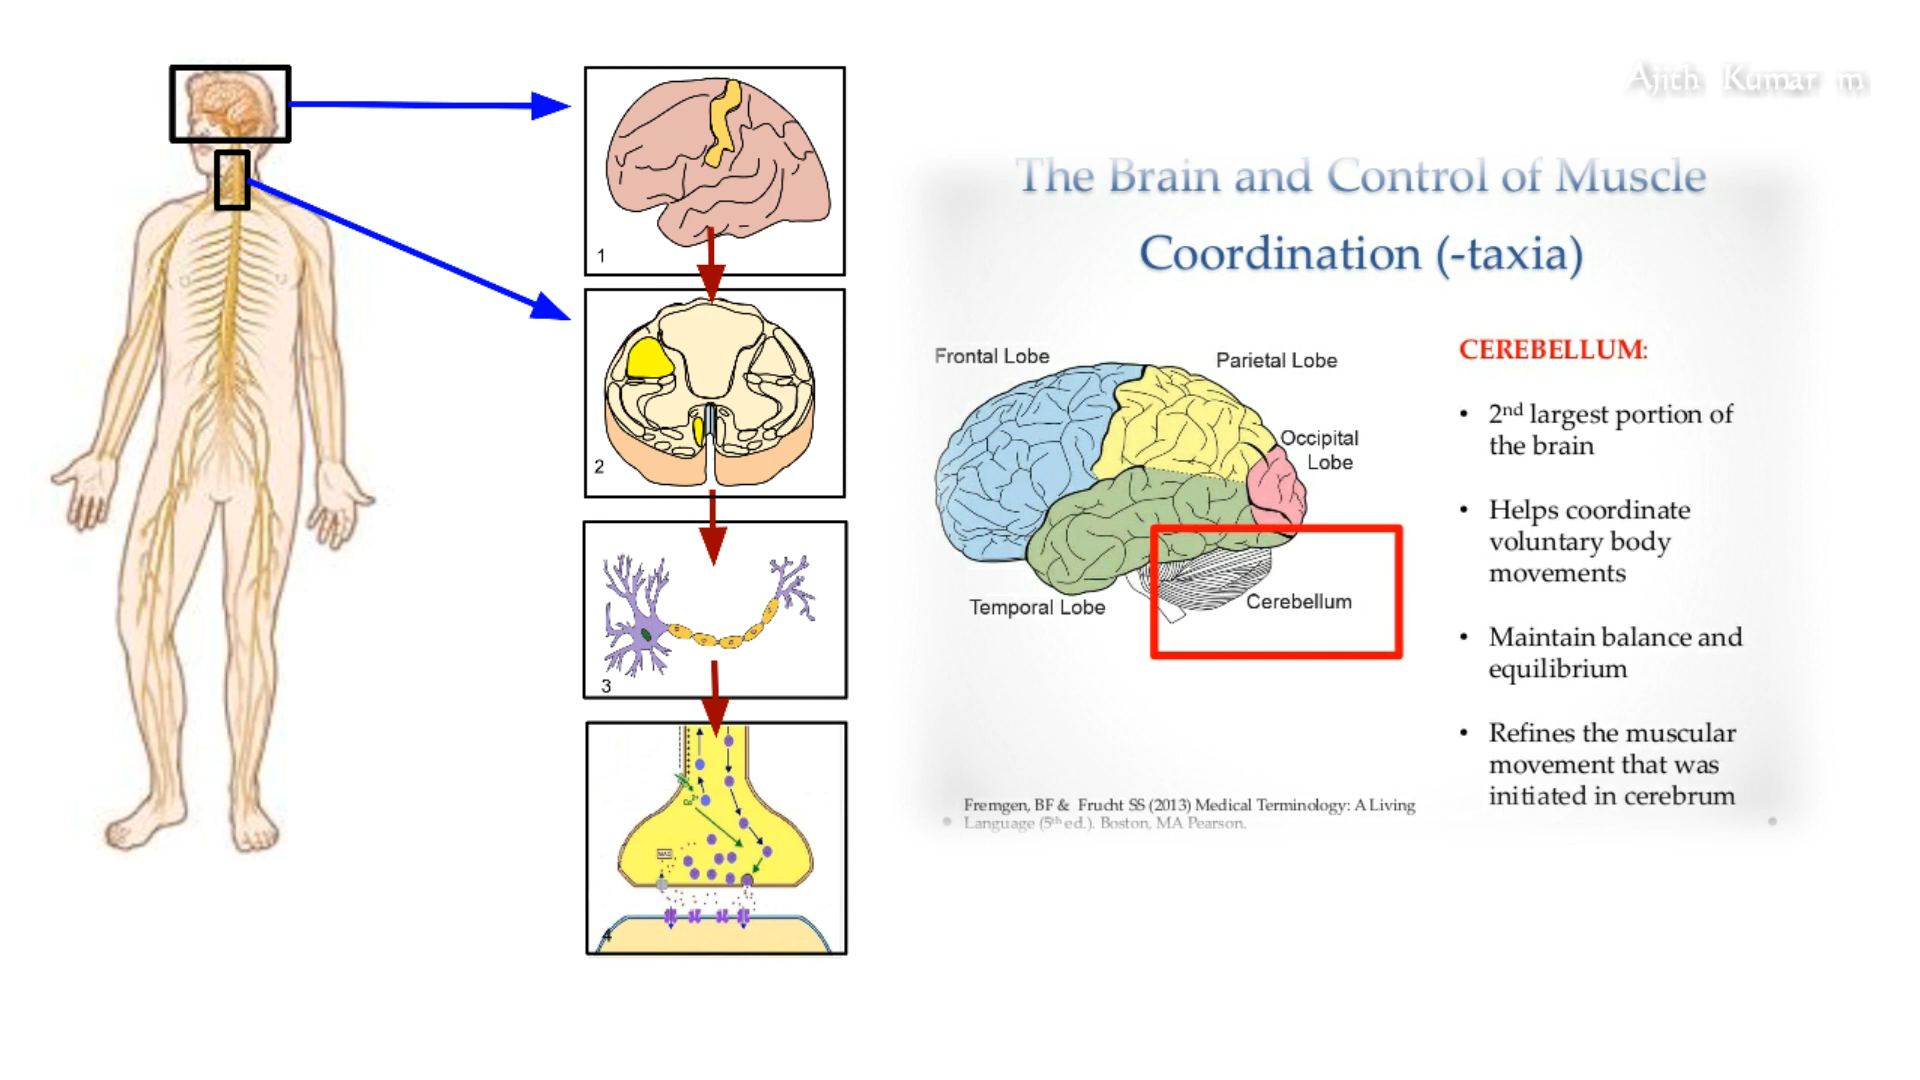 Ajith Kumar m
The Brain and Control of Muscle
Coordination (-taxia)
1
2
3
4
Frontal Lobe
Parietal Lobe
Occipital
Lobe
Temporal Lobe
Cerebellum
CEREBELLUM:
• 2nd largest portion of
the brain
• Helps coordinate
voluntary body
movements
• Maintain balance and
equilibrium
• Refines the muscular
movement that was
initiated in cerebrum
Fremgen, BF & Frucht SS (2013) Medical Terminology: A Living
Language (5th ed.). Boston, MA Pearson.